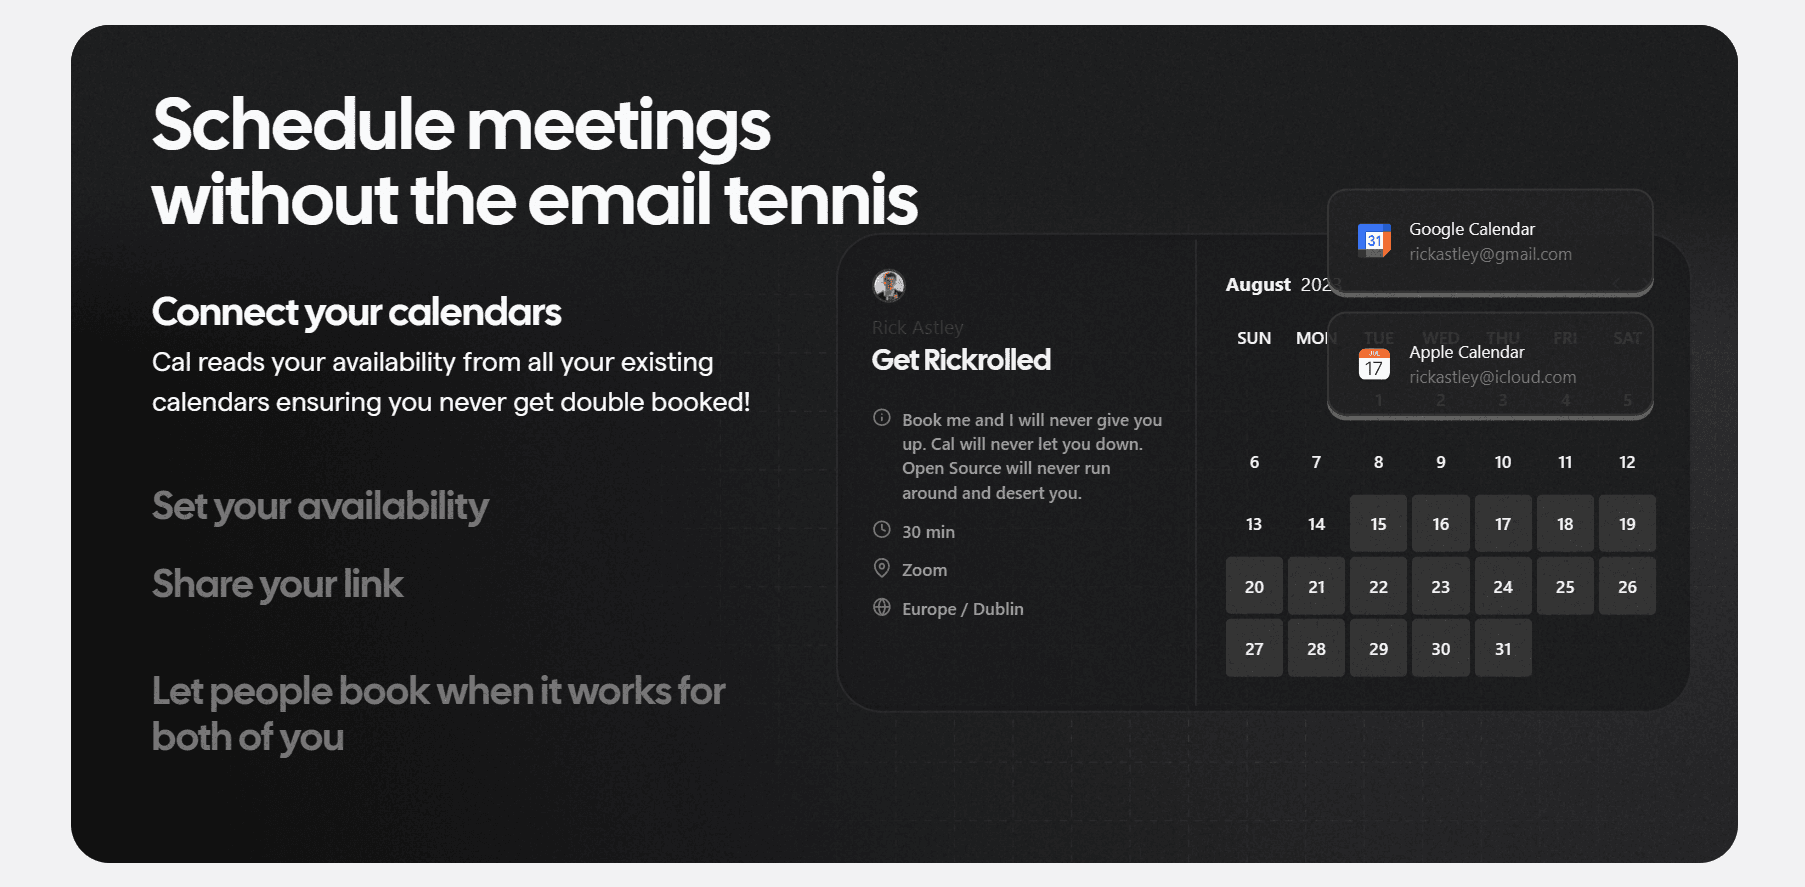 Schedule meetings
without the email tennis
Connect your calendars
Cal reads your availability from all your existing
calendars ensuring you never get double booked!
Set your availability
Share your link
Let people book when it works for
both of you
Rick Astley
Get Rickrolled
Book me and I will never give you
up. Cal will never let you down.
Open Source will never run
around and desert you.
30 min
Zoom
Europe / Dublin
Google Calendar
rickastley@gmail.com
31
August 2023
SUN MON TUE WED THU FRI SAT
Apple Calendar
rickastley@icloud.com
JUL
17
1 2 3 4 5
6 7 8 9 10 11 12
13 14 15 16 17 18 19
20 21 22 23 24 25 26
27 28 29 30 31